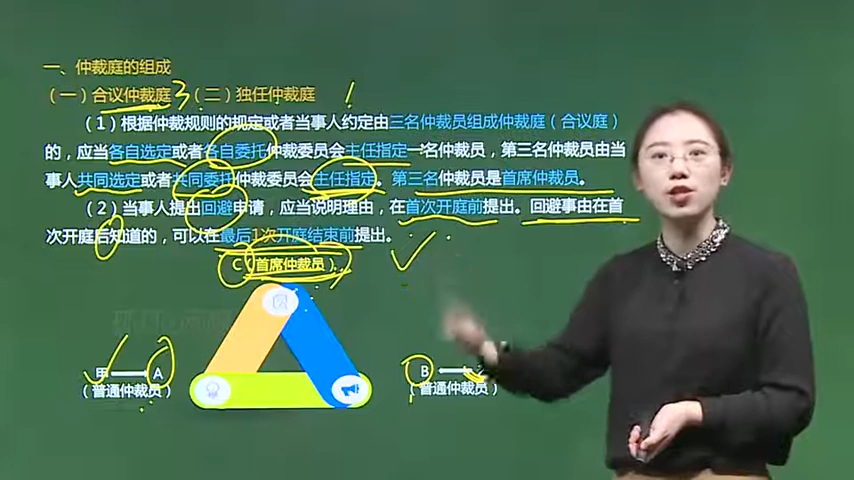 一、仲裁庭的组成
（一）合议仲裁庭 3 （二）独任仲裁庭 1
（1）根据仲裁规则的规定或者当事人约定由三名仲裁员组成仲裁庭（合议庭）
的，应当各自选定或者各自委托仲裁委员会主任指定一名仲裁员，第三名仲裁员由当
事人共同选定或者共同委托仲裁委员会主任指定。第三名仲裁员是首席仲裁员。
（2）当事人提出回避申请，应当说明理由，在首次开庭前提出。回避事由在首
次开庭后知道的，可以在最后1次开庭结束前提出。
C（首席仲裁员）
甲 A
（普通仲裁员）
B
（普通仲裁员）